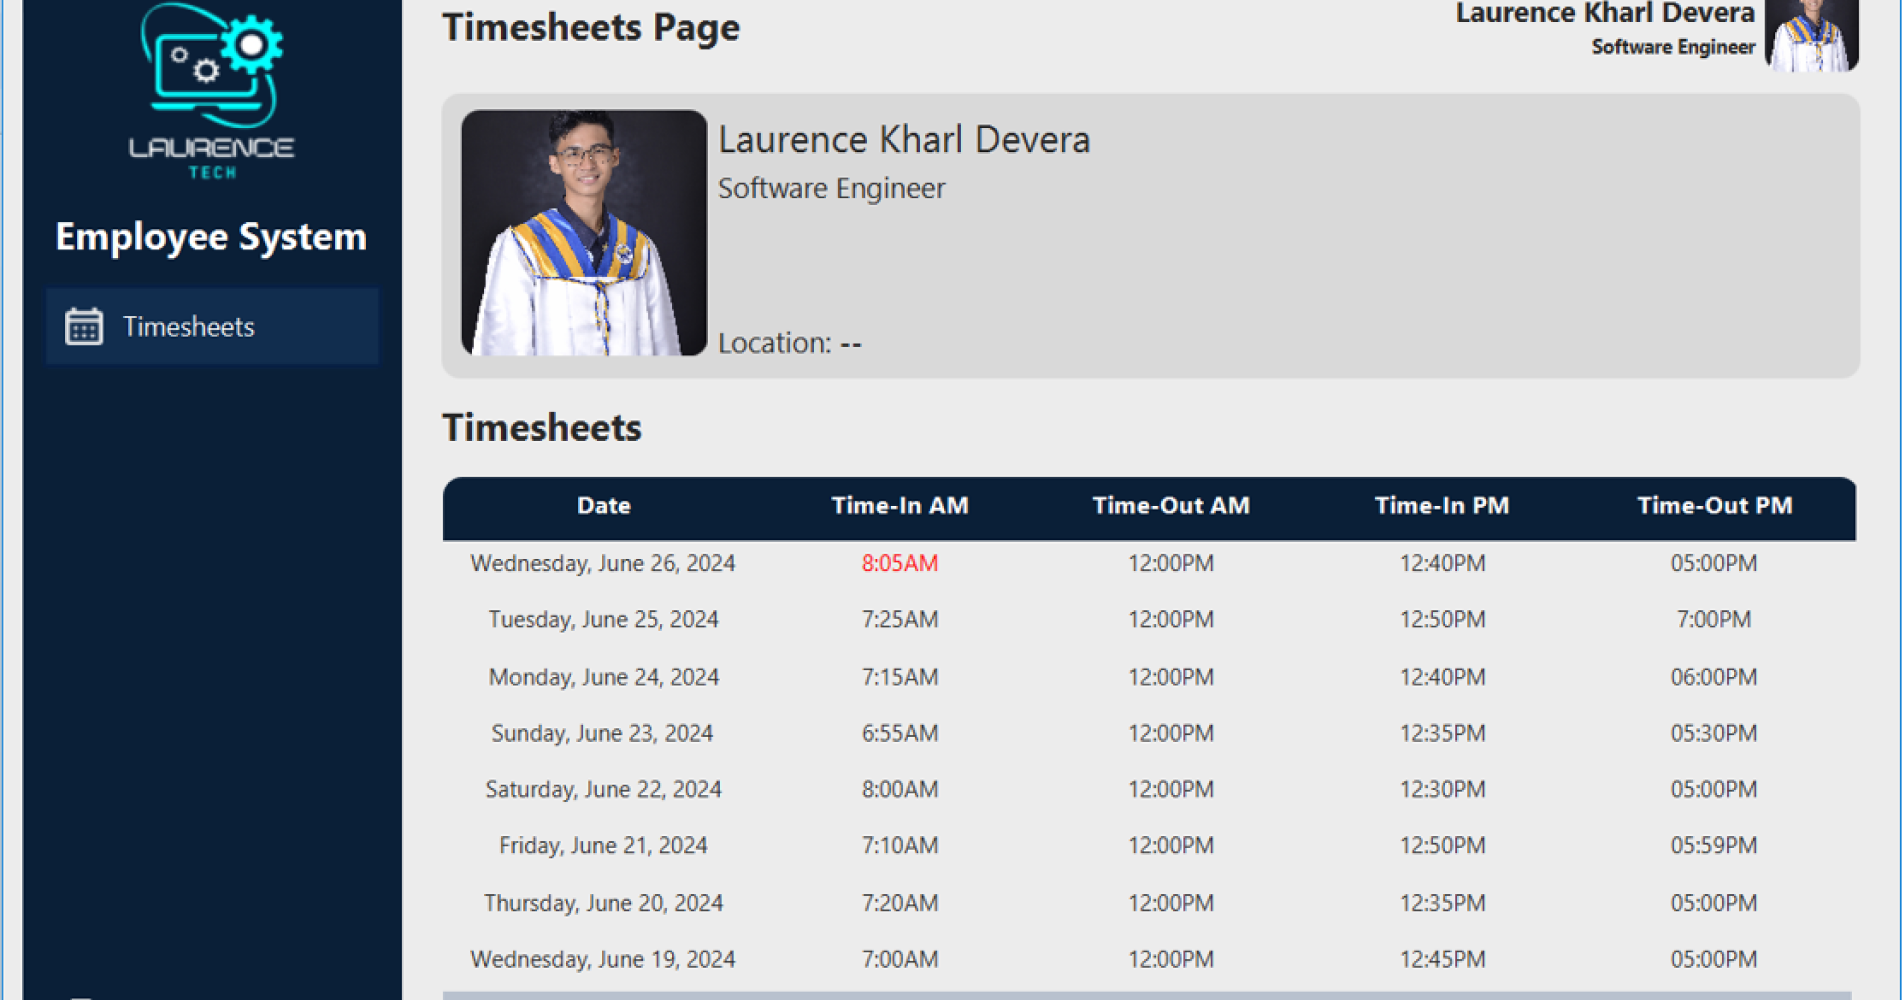 LAURENCE
TECH
Employee System
Timesheets
Timesheets Page
Laurence Kharl Devera
Software Engineer
Laurence Kharl Devera
Software Engineer
Location: --
Timesheets
Date Time-In AM Time-Out AM Time-In PM Time-Out PM
Wednesday, June 26, 2024 8:05AM 12:00PM 12:40PM 05:00PM
Tuesday, June 25, 2024 7:25AM 12:00PM 12:50PM 7:00PM
Monday, June 24, 2024 7:15AM 12:00PM 12:40PM 06:00PM
Sunday, June 23, 2024 6:55AM 12:00PM 12:35PM 05:30PM
Saturday, June 22, 2024 8:00AM 12:00PM 12:30PM 05:00PM
Friday, June 21, 2024 7:10AM 12:00PM 12:50PM 05:59PM
Thursday, June 20, 2024 7:20AM 12:00PM 12:35PM 05:00PM
Wednesday, June 19, 2024 7:00AM 12:00PM 12:45PM 05:00PM